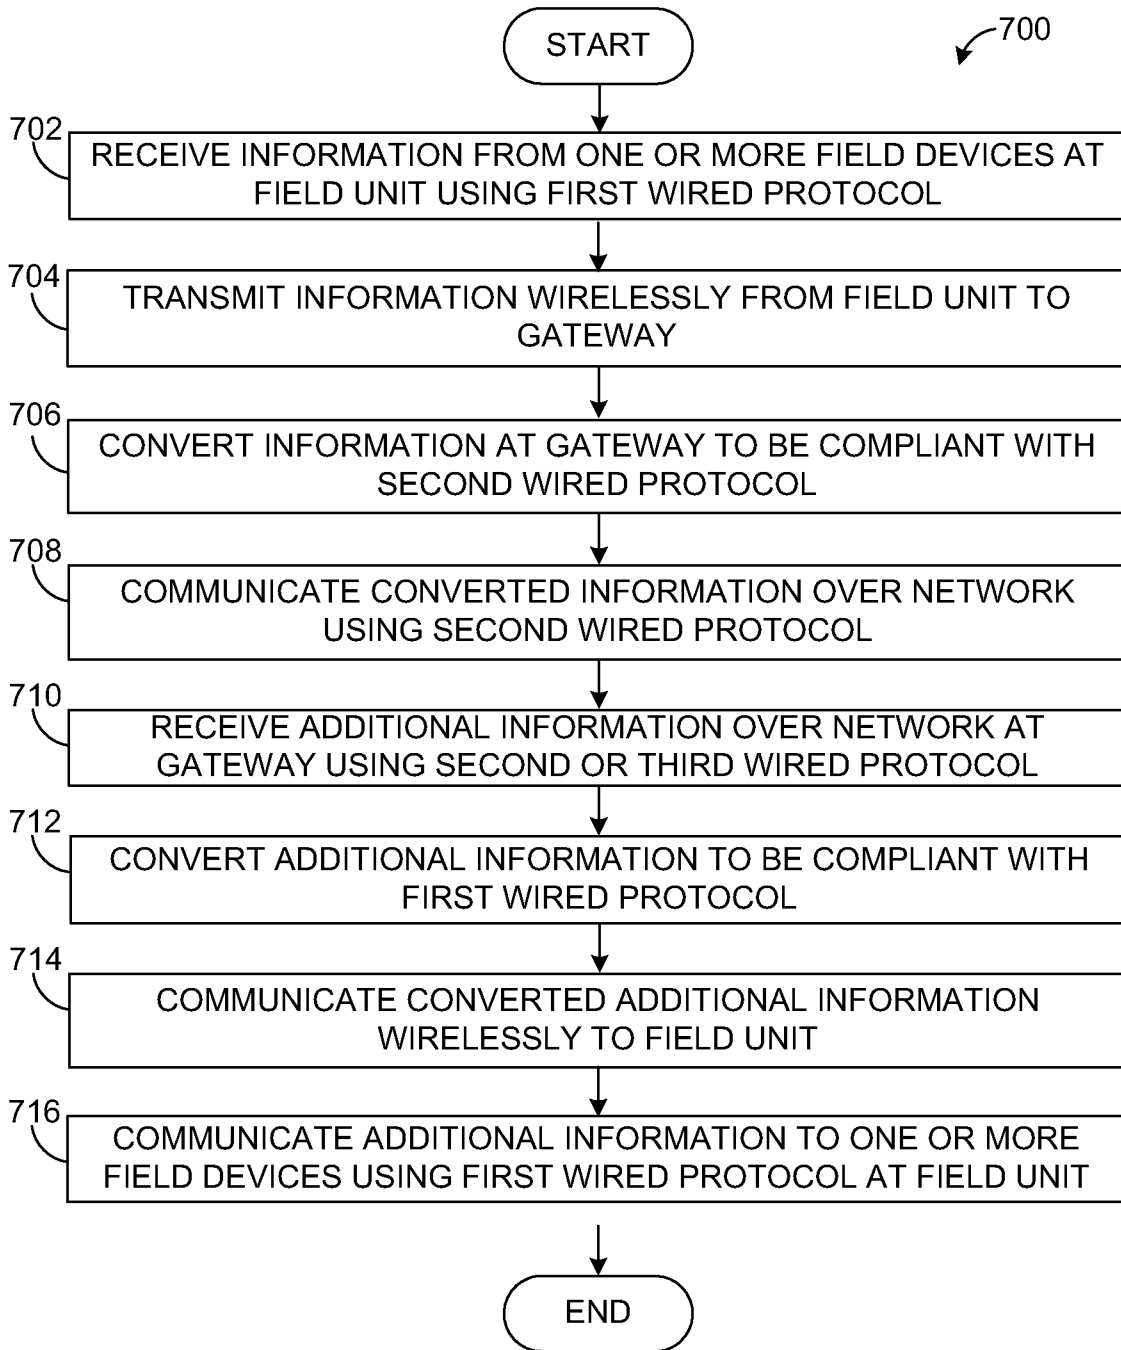 START
700
702
RECEIVE INFORMATION FROM ONE OR MORE FIELD DEVICES AT
FIELD UNIT USING FIRST WIRED PROTOCOL
704
TRANSMIT INFORMATION WIRELESSLY FROM FIELD UNIT TO
GATEWAY
706
CONVERT INFORMATION AT GATEWAY TO BE COMPLIANT WITH
SECOND WIRED PROTOCOL
708
COMMUNICATE CONVERTED INFORMATION OVER NETWORK
USING SECOND WIRED PROTOCOL
710
RECEIVE ADDITIONAL INFORMATION OVER NETWORK AT
GATEWAY USING SECOND OR THIRD WIRED PROTOCOL
712
CONVERT ADDITIONAL INFORMATION TO BE COMPLIANT WITH
FIRST WIRED PROTOCOL
714
COMMUNICATE CONVERTED ADDITIONAL INFORMATION
WIRELESSLY TO FIELD UNIT
716
COMMUNICATE ADDITIONAL INFORMATION TO ONE OR MORE
FIELD DEVICES USING FIRST WIRED PROTOCOL AT FIELD UNIT
END